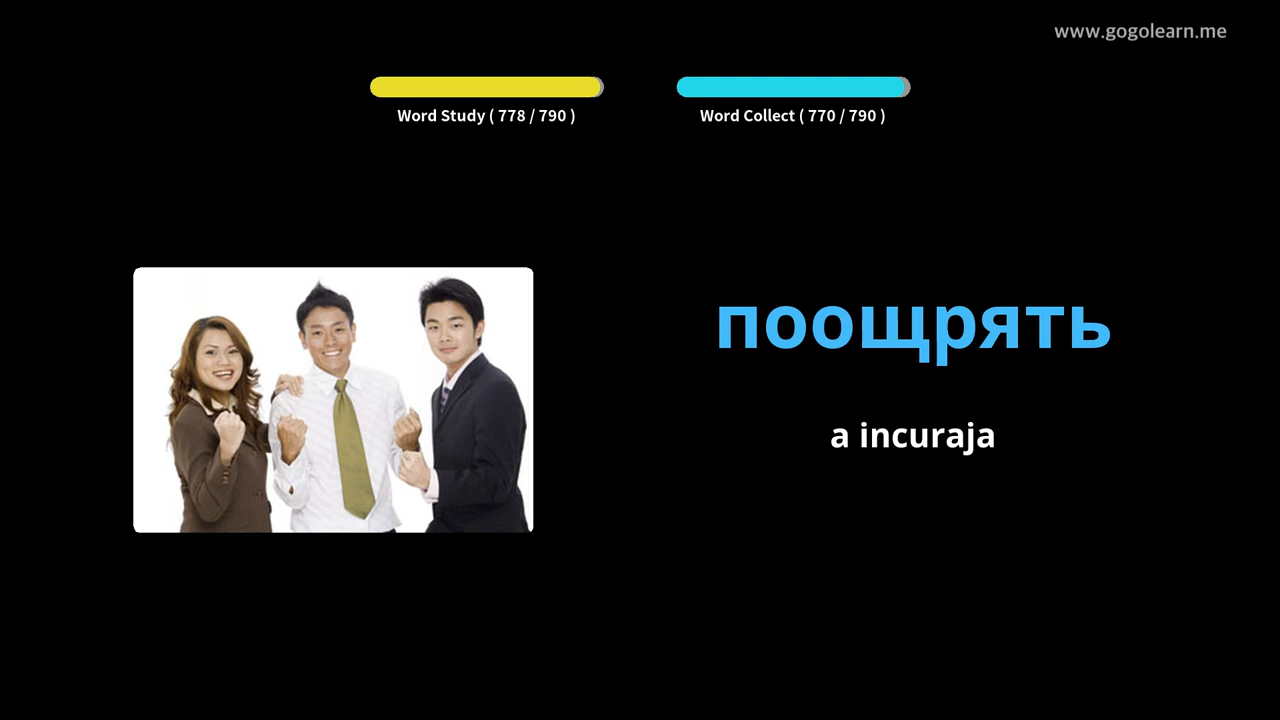 www.gogolearn.me
Word Study ( 778 / 790 )
Word Collect ( 770 / 790 )
поощрять
a incuraja